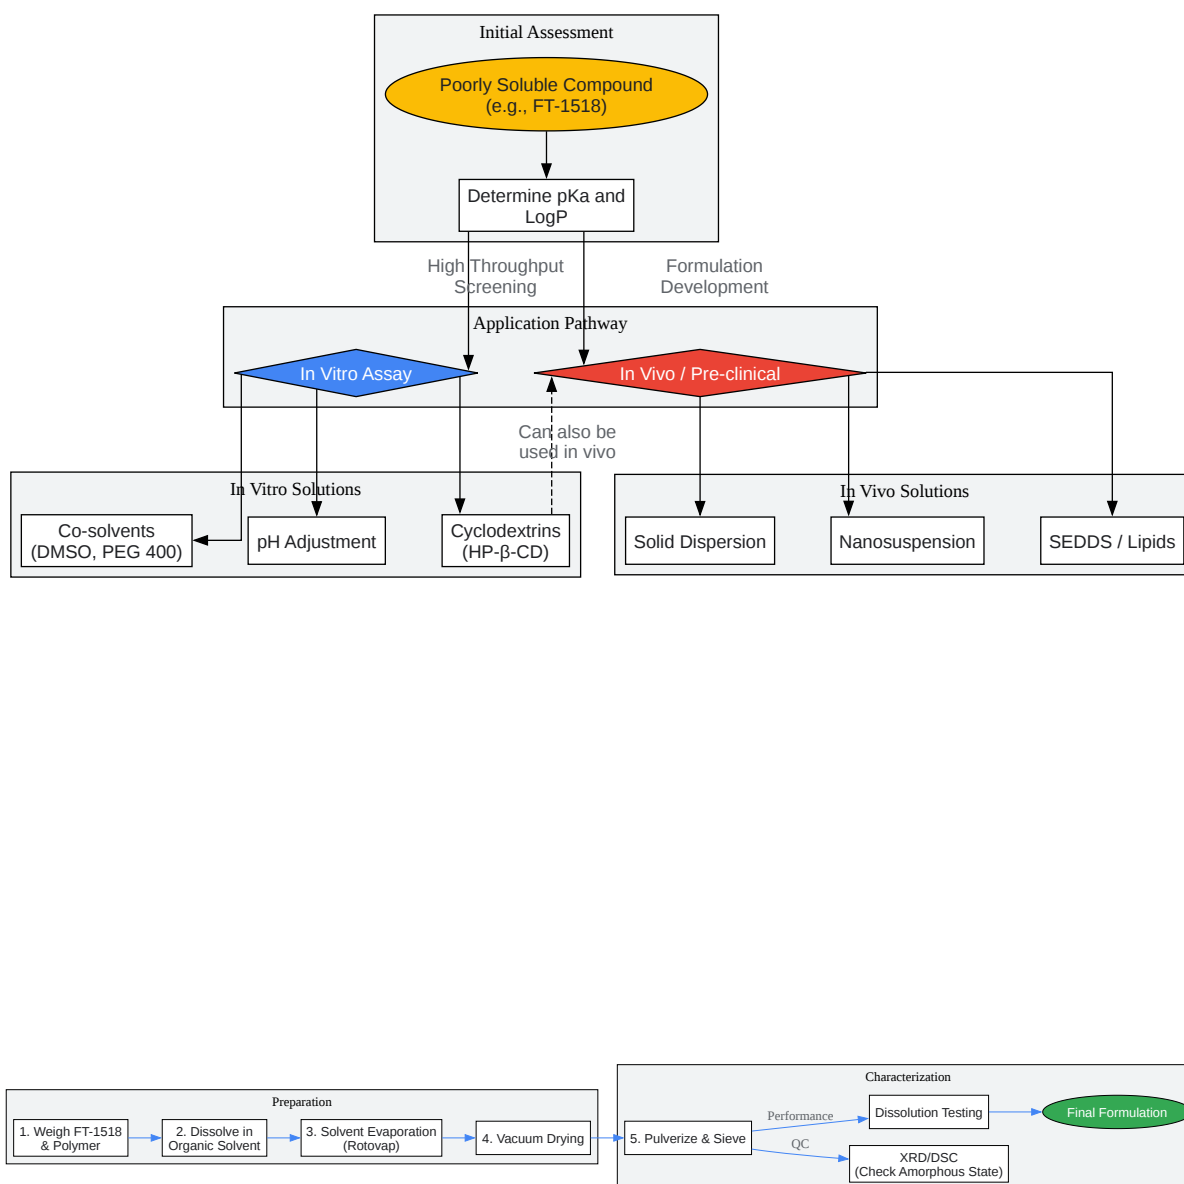 Initial Assessment
Poorly Soluble Compound
(e.g., FT-1518)
Determine pKa and
LogP
High Throughput
Screening
Formulation
Development
Application Pathway
In Vitro Assay
In Vivo / Pre-clinical
Can also be
used in vivo
In Vitro Solutions
Co-solvents
(DMSO, PEG 400)
pH Adjustment
Cyclodextrins
(HP-β-CD)
In Vivo Solutions
Solid Dispersion
Nanosuspension
SEDDS / Lipids
Preparation
1. Weigh FT-1518
& Polymer
2. Dissolve in
Organic Solvent
3. Solvent Evaporation
(Rotovap)
4. Vacuum Drying
Characterization
5. Pulverize & Sieve
Performance
QC
Dissolution Testing
XRD/DSC
(Check Amorphous State)
Final Formulation